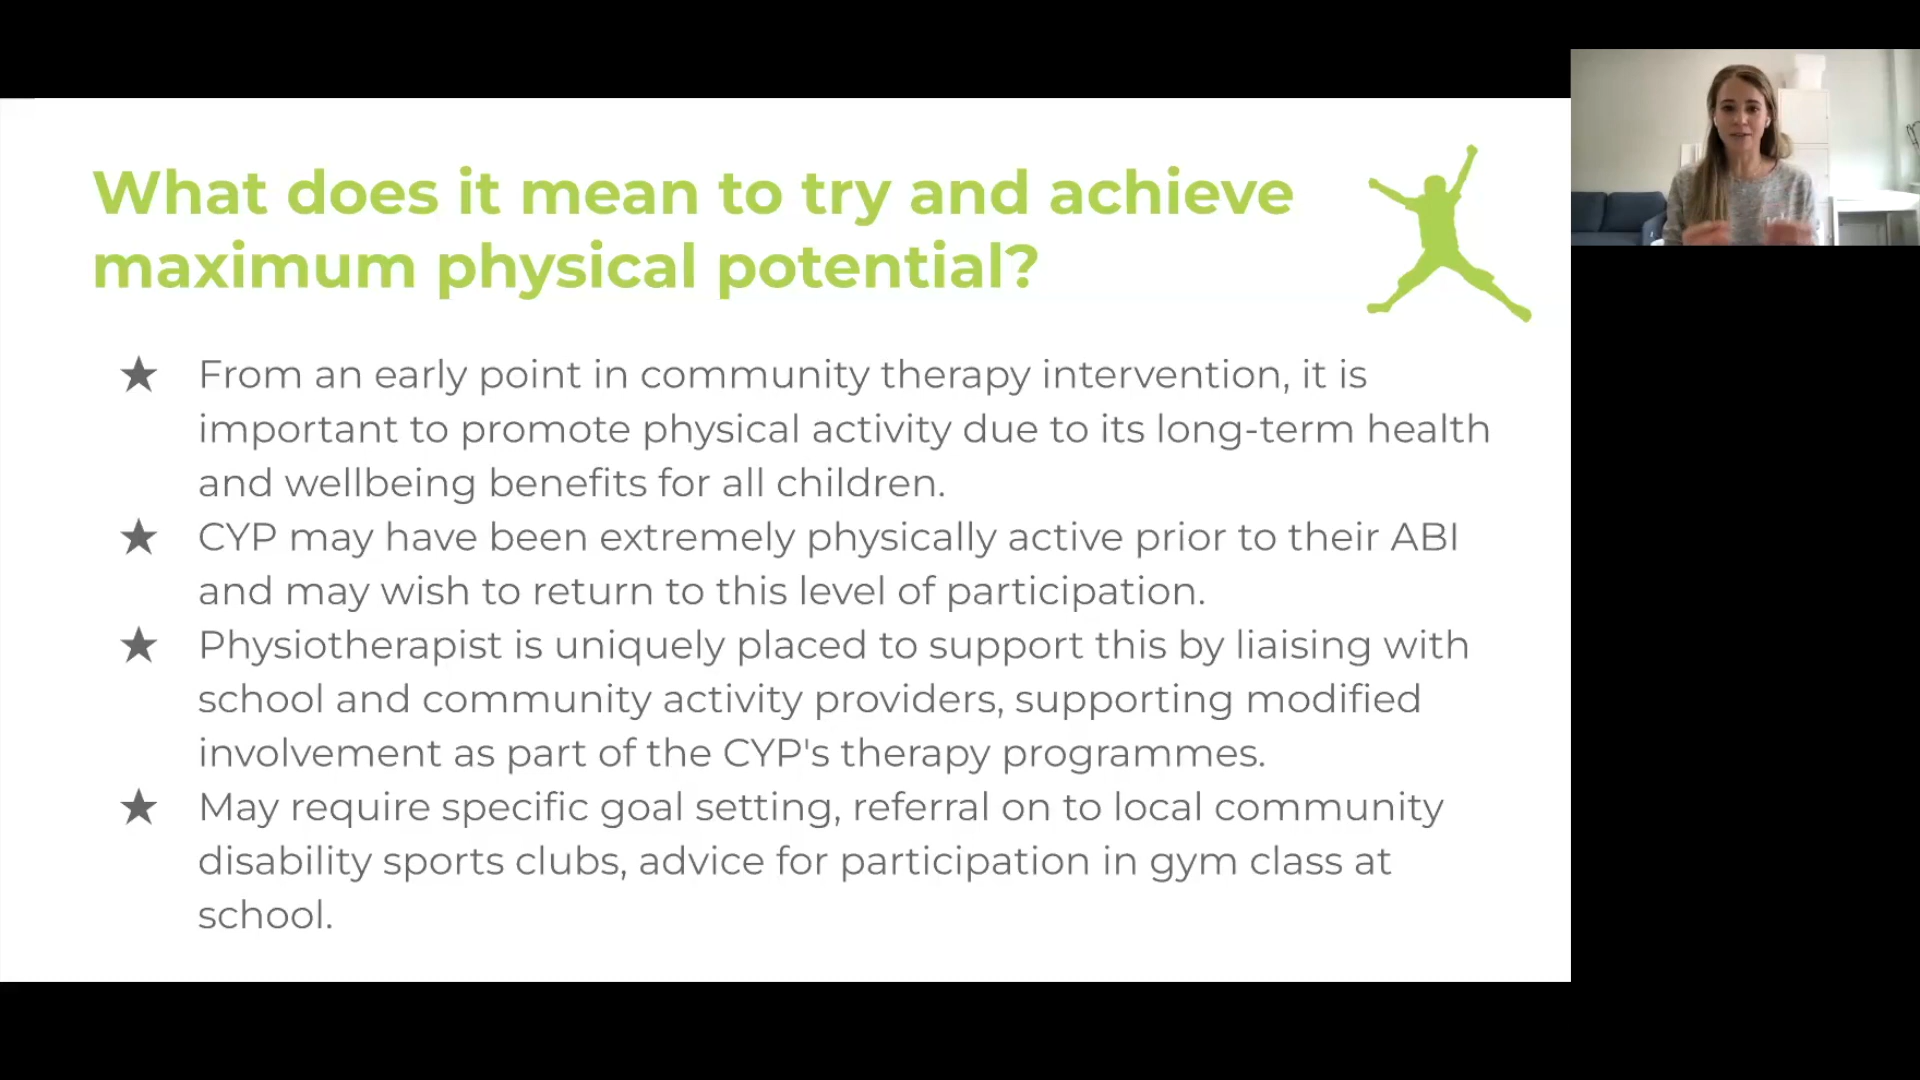 What does it mean to try and achieve
maximum physical potential?
★ From an early point in community therapy intervention, it is
important to promote physical activity due to its long-term health
and wellbeing benefits for all children.
★ CYP may have been extremely physically active prior to their ABI
and may wish to return to this level of participation.
★ Physiotherapist is uniquely placed to support this by liaising with
school and community activity providers, supporting modified
involvement as part of the CYP's therapy programmes.
★ May require specific goal setting, referral on to local community
disability sports clubs, advice for participation in gym class at
school.